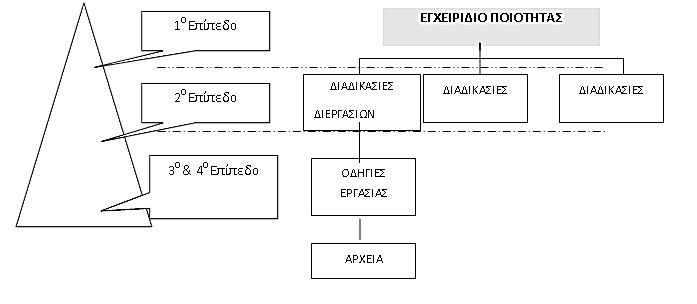 1ο Επίπεδο
ΕΓΧΕΙΡΙΔΙΟ ΠΟΙΟΤΗΤΑΣ
2ο Επίπεδο
ΔΙΑΔΙΚΑΣΙΕΣ
ΔΙΕΡΓΑΣΙΩΝ
ΔΙΑΔΙΚΑΣΙΕΣ
ΔΙΑΔΙΚΑΣΙΕΣ
3ο & 4ο Επίπεδο
ΟΔΗΓΙΕΣ
ΕΡΓΑΣΙΑΣ
ΑΡΧΕΙΑ